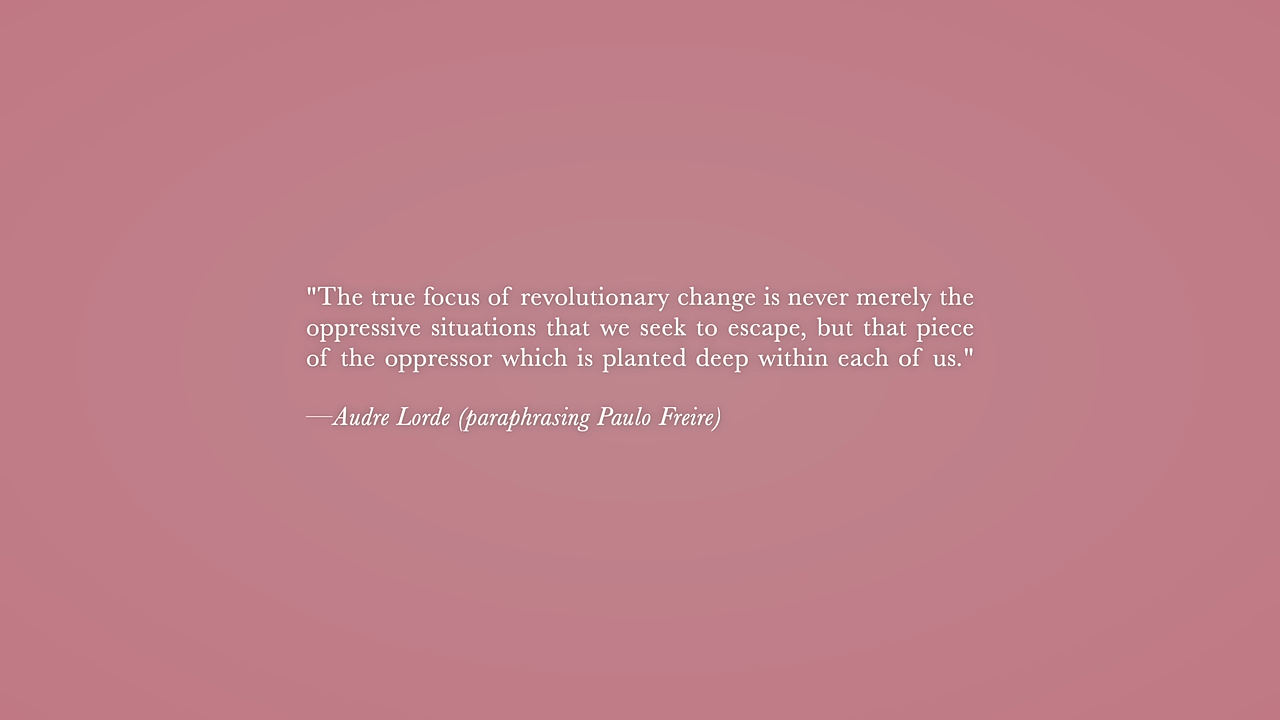 "The true focus of revolutionary change is never merely the
oppressive situations that we seek to escape, but that piece
of the oppressor which is planted deep within each of us."
—Audre Lorde (paraphrasing Paulo Freire)